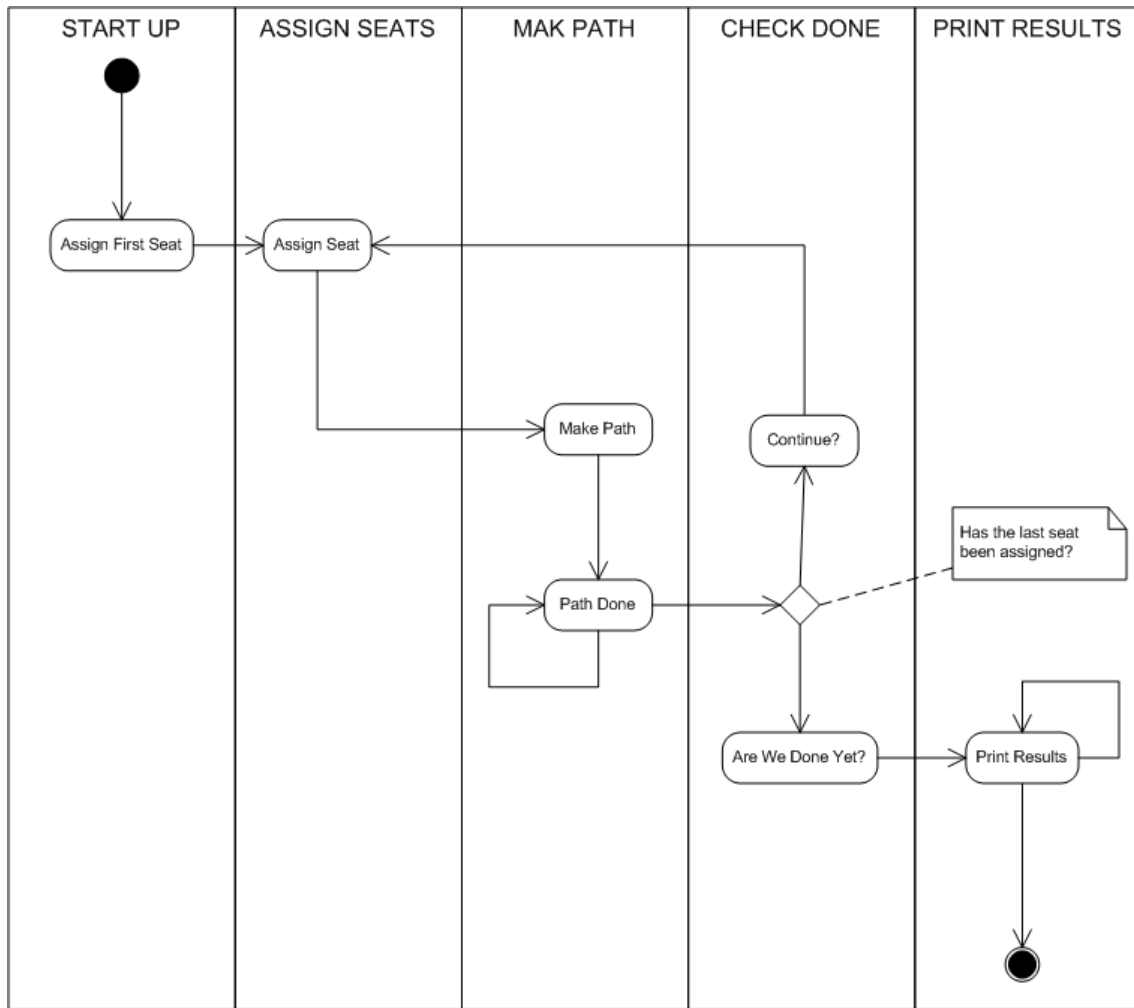 START UP
ASSIGN SEATS
MAK PATH
CHECK DONE
PRINT RESULTS
Assign First Seat
Assign Seat
Make Path
Continue?
Has the last seat
been assigned?
Path Done
Are We Done Yet?
Print Results